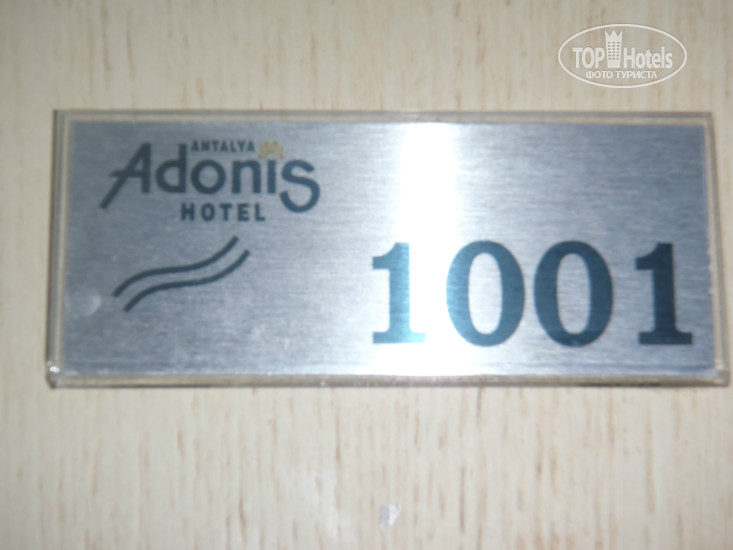 TOP Hotels
ФОТО ТУРИСТА
ANTALYA
Adonis
HOTEL
1001